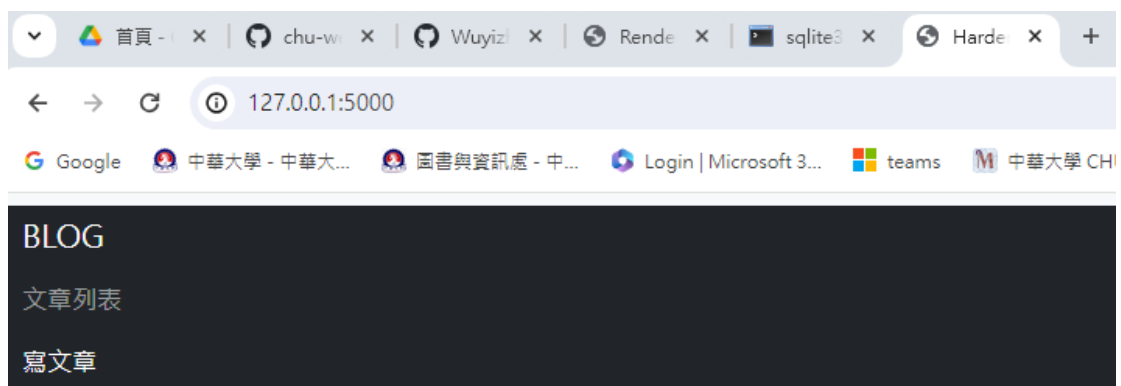 首頁 - chu-w Wuyiz Rende sqlite3 Harde
127.0.0.1:5000
Google 中華大學 - 中華大... 圖書與資訊處 - 中... Login | Microsoft 3... teams 中華大學 CHU
BLOG
文章列表
寫文章